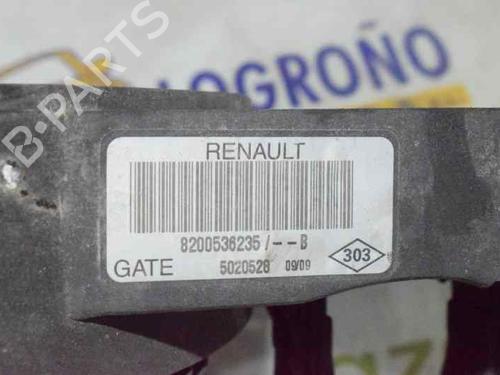 B-PARTS
LOGROÑO
RENAULT
8200536235/--B
GATE
5020528 09/09
303